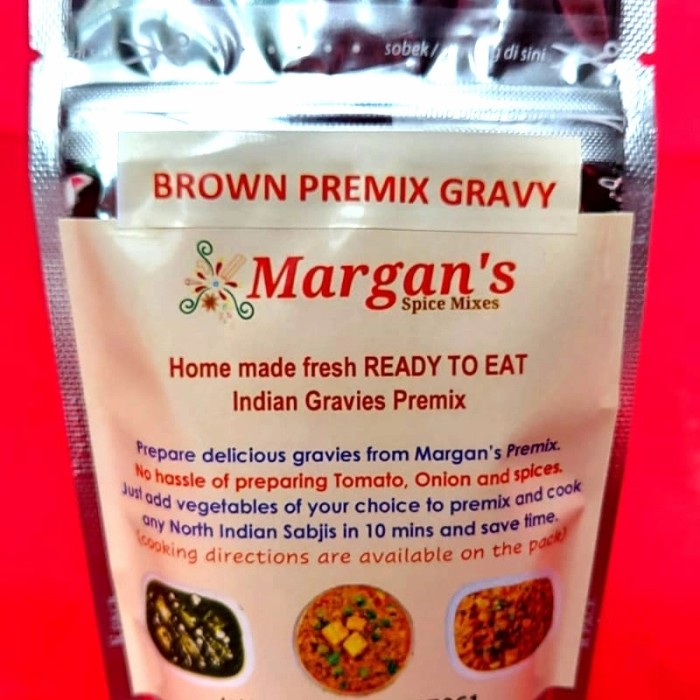 sobek/ di sini
BROWN PREMIX GRAVY
Margan's
Spice Mixes
Home made fresh READY TO EAT
Indian Gravies Premix
Prepare delicious gravies from Margan's Premix.
No hassle of preparing Tomato, Onion and spices.
Just add vegetables of your choice to premix and cook
any North Indian Sabjis in 10 mins and save time.
(cooking directions are available on the pack)